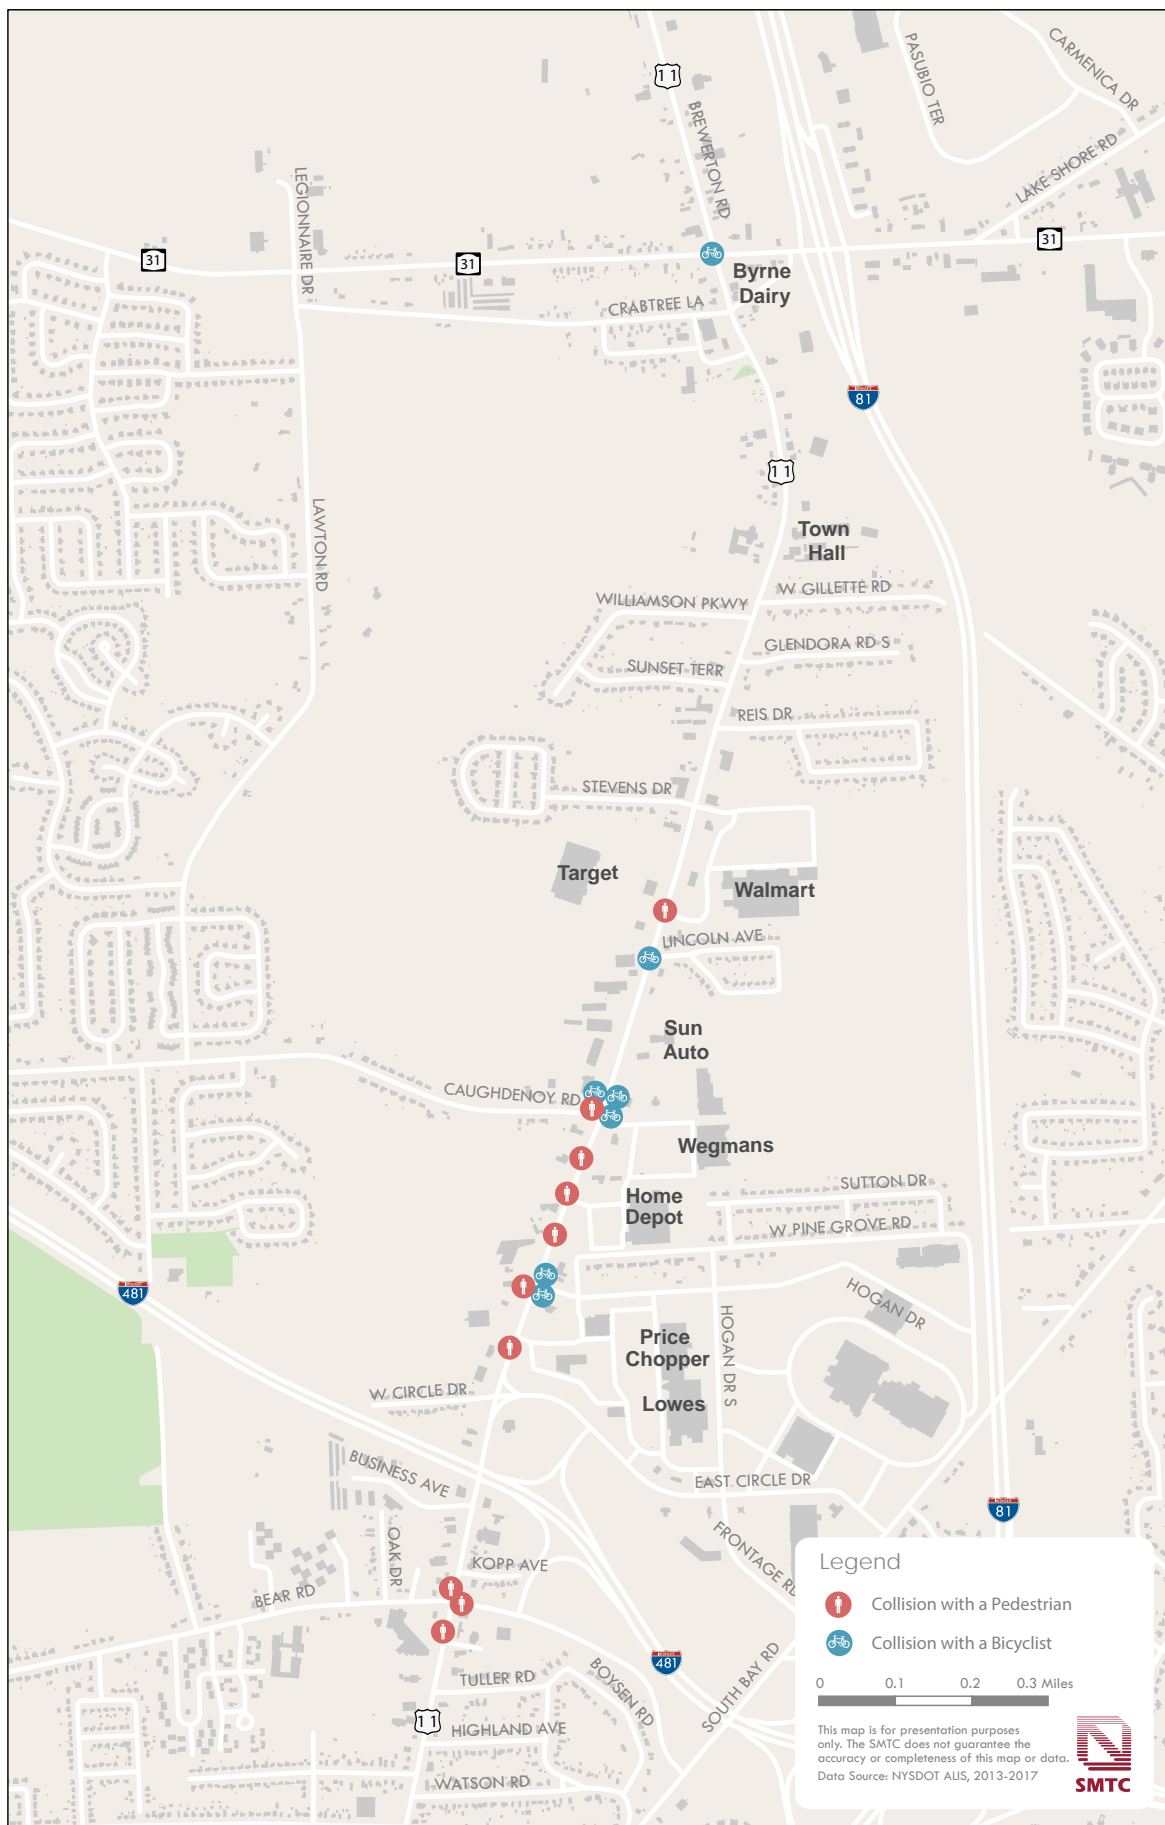 11
PASUBIO TER
CARMENICA DR
BREWERTON RD
LAKE SHORE RD
LEGIONNAIRE DR
31
31
31
Byrne
Dairy
CRABTREE LA
81
11
LAWTON RD
Town
Hall
W GILLETTE RD
WILLIAMSON PKWY
GLENDORA RD S
SUNSET TERR
REIS DR
STEVENS DR
Target
Walmart
LINCOLN AVE
Sun
Auto
CAUGHDENOY RD
Wegmans
SUTTON DR
Home
Depot
W PINE GROVE RD
481
HOGAN DR
HOGAN DR S
Price
Chopper
W CIRCLE DR
Lowes
BUSINESS AVE
EAST CIRCLE DR
81
OAK DR
FRONTAGE RD
KOPP AVE
BEAR RD
481
SOUTH BAY RD
BOYSEN RD
TULLER RD
11
HIGHLAND AVE
WATSON RD
Legend
Collision with a Pedestrian
Collision with a Bicyclist
0 0.1 0.2 0.3 Miles
This map is for presentation purposes
only. The SMTC does not guarantee the
accuracy or completeness of this map or data.
Data Source: NYSDOT ALIS, 2013-2017
SMTC